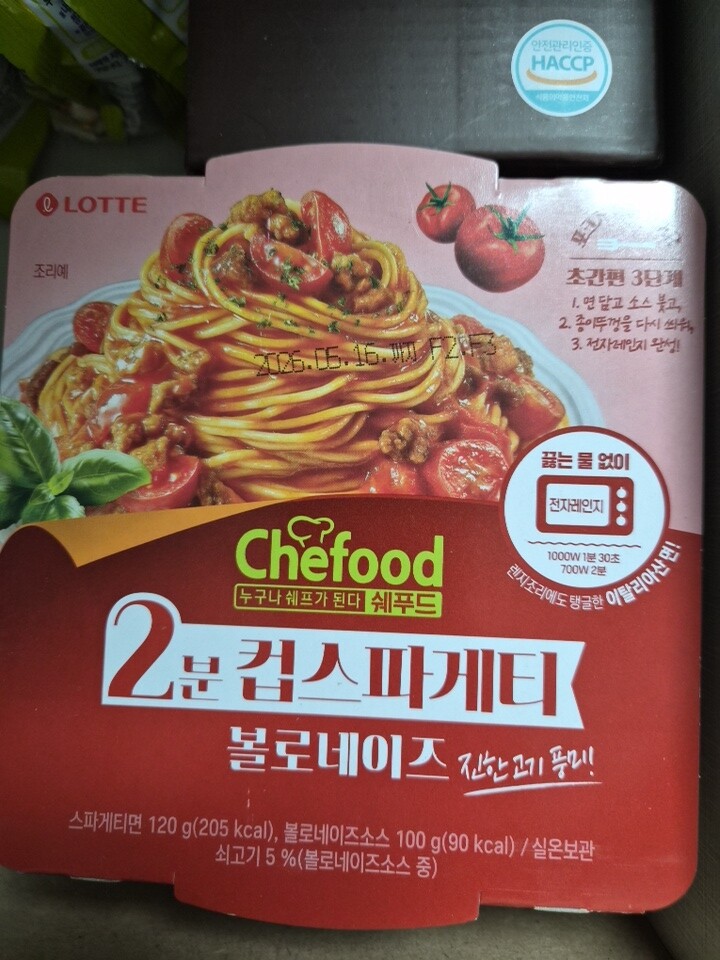 안전관리인증
HACCP
LOTTE
조리예
초간편 3단계
1. 면 담고 소스 붓고,
2. 종이뚜껑을 다시 씌우면,
3. 전자레인지 완성!
끓는 물 없이
전자레인지
1000W 1분 30초
700W 2분
렌지조리에도 탱글한 이탈리아산 면!
Chefood
누구나 쉐프가 된다 쉐푸드
2분 컵스파게티
볼로네이즈 진한 고기 풍미!
스파게티면 120 g(205 kcal), 볼로네이즈소스 100 g(90 kcal) / 실온보관
쇠고기 5 %(볼로네이즈소스 중)